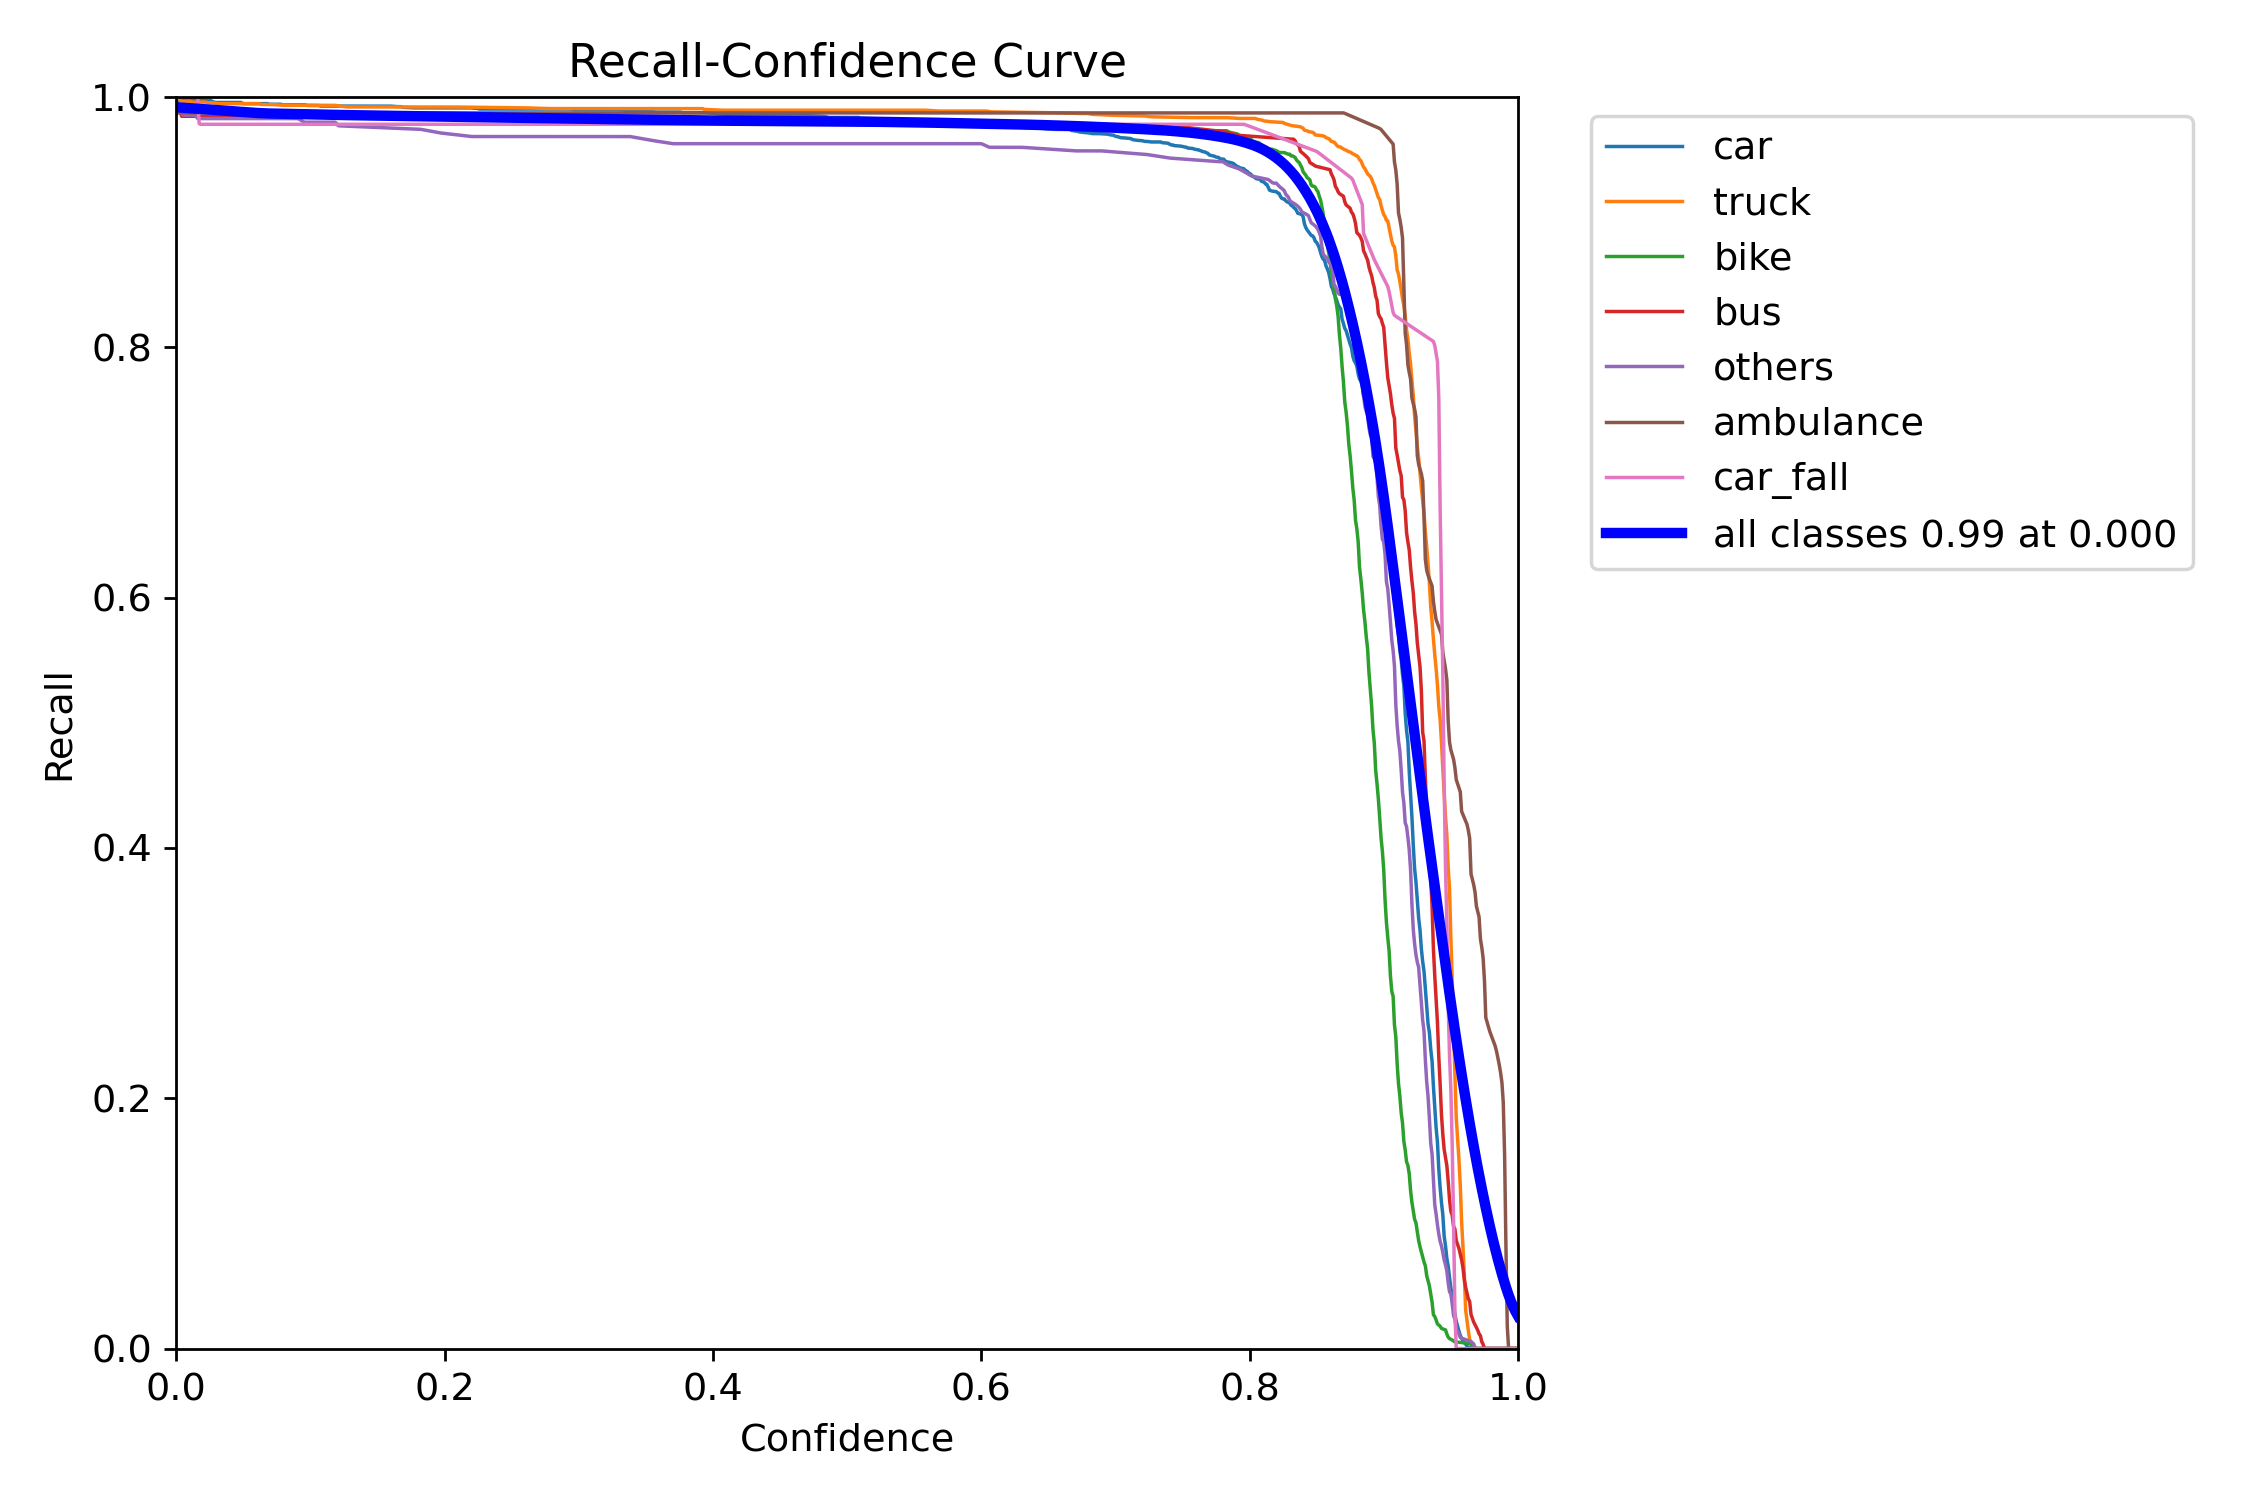 Recall-Confidence Curve
1.0
0.8
0.6
0.4
0.2
0.0
Recall
0.0 0.2 0.4 0.6 0.8 1.0
Confidence
car
truck
bike
bus
others
ambulance
car_fall
all classes 0.99 at 0.000